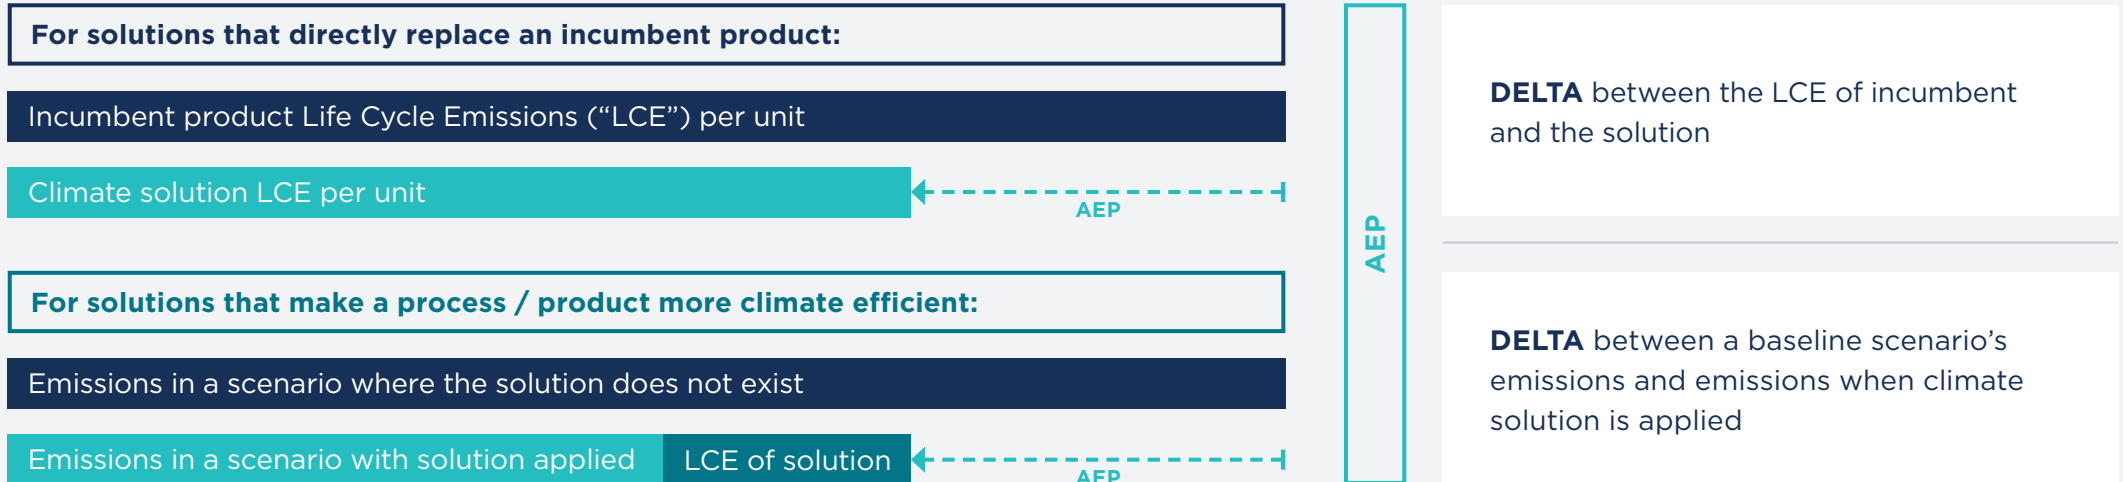 For solutions that directly replace an incumbent product:
Incumbent product Life Cycle Emissions (“LCE”) per unit
Climate solution LCE per unit
AEP
For solutions that make a process / product more climate efficient:
Emissions in a scenario where the solution does not exist
Emissions in a scenario with solution applied
LCE of solution
AEP
AEP
DELTA between the LCE of incumbent
and the solution
DELTA between a baseline scenario’s
emissions and emissions when climate
solution is applied